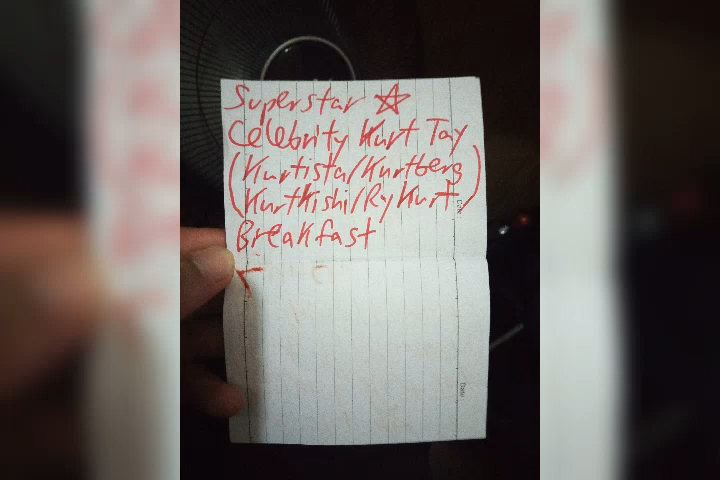 Superstar ☆
Celebrity Kurt Tay
(Kurtista/Kurtberg
KurtKishi/RyKurt)
Breakfast